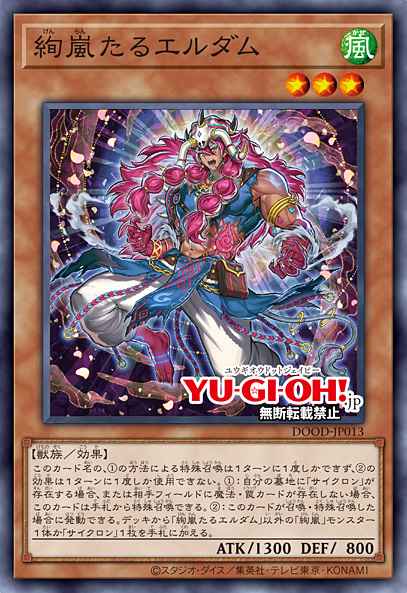 絢嵐たるエルダム
風
ユウギオウドットジェイピー
YU-GI-OH!.jp
無断転載禁止
DOOD-JP013
【獣族／効果】
このカード名の、①の方法による特殊召喚は1ターンに1度しかできず、②の
効果は1ターンに1度しか使用できない。①：自分の墓地に「サイクロン」が
存在する場合、または相手フィールドに魔法・罠カードが存在しない場合、
このカードは手札から特殊召喚できる。②：このカードが召喚・特殊召喚した
場合に発動できる。デッキから「絢嵐たるエルダム」以外の「絢嵐」モンスター
1体か「サイクロン」1枚を手札に加える。
ATK/1300 DEF/ 800
©スタジオ・ダイス／集英社・テレビ東京・KONAMI